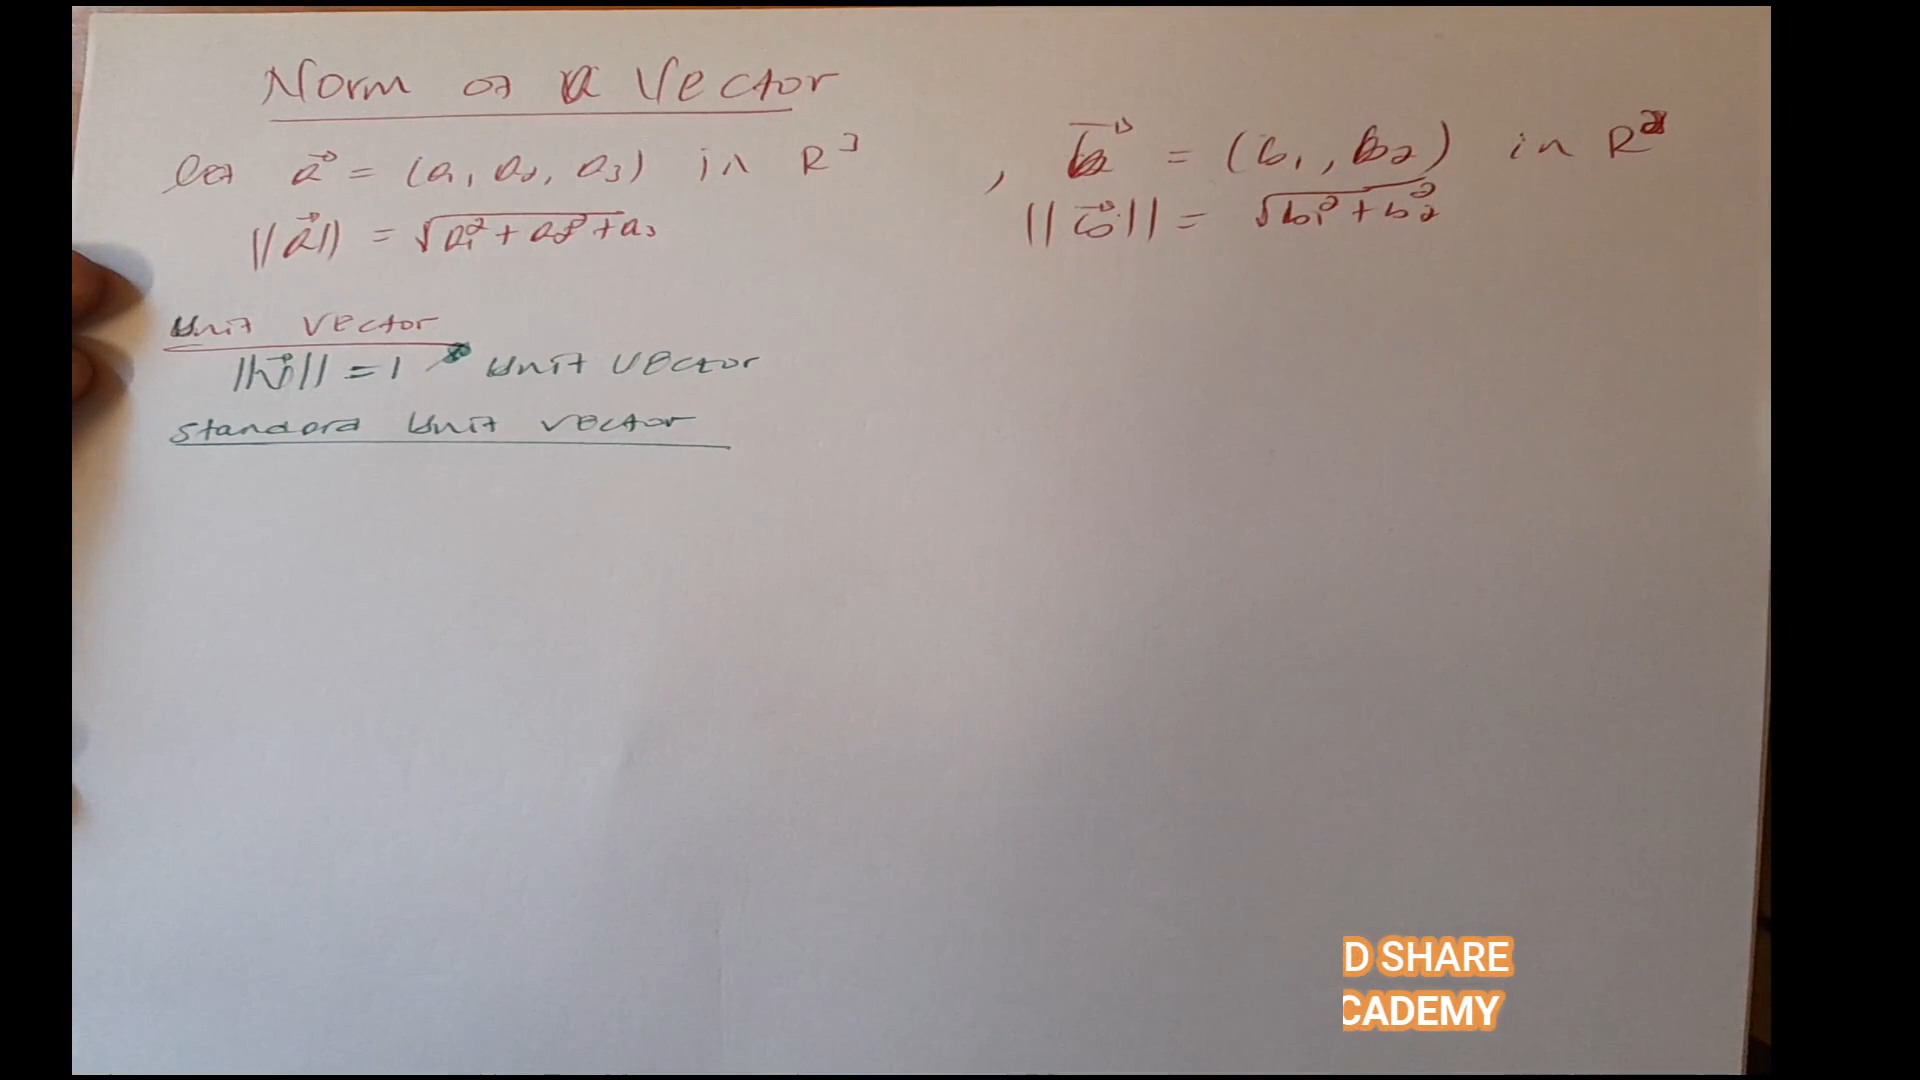 Norm of a Vector
let a⃗ = (a₁, a₂, a₃) in R³ , b⃗ = (b₁, b₂) in R²
||a⃗|| = √a₁² + a₂² + a₃
||b⃗|| = √b₁² + b₂²
Unit Vector
||v⃗|| = 1 → Unit Vector
Standard Unit Vector
D SHARE
CADEMY